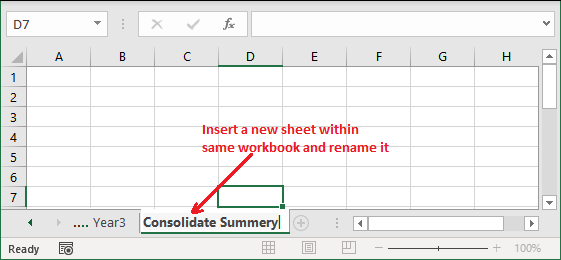 D7
fx
A B C D E F G H
1
2
3
4
Insert a new sheet within
same workbook and rename it
5
6
7
.... Year3 Consolidate Summery
Ready 100%